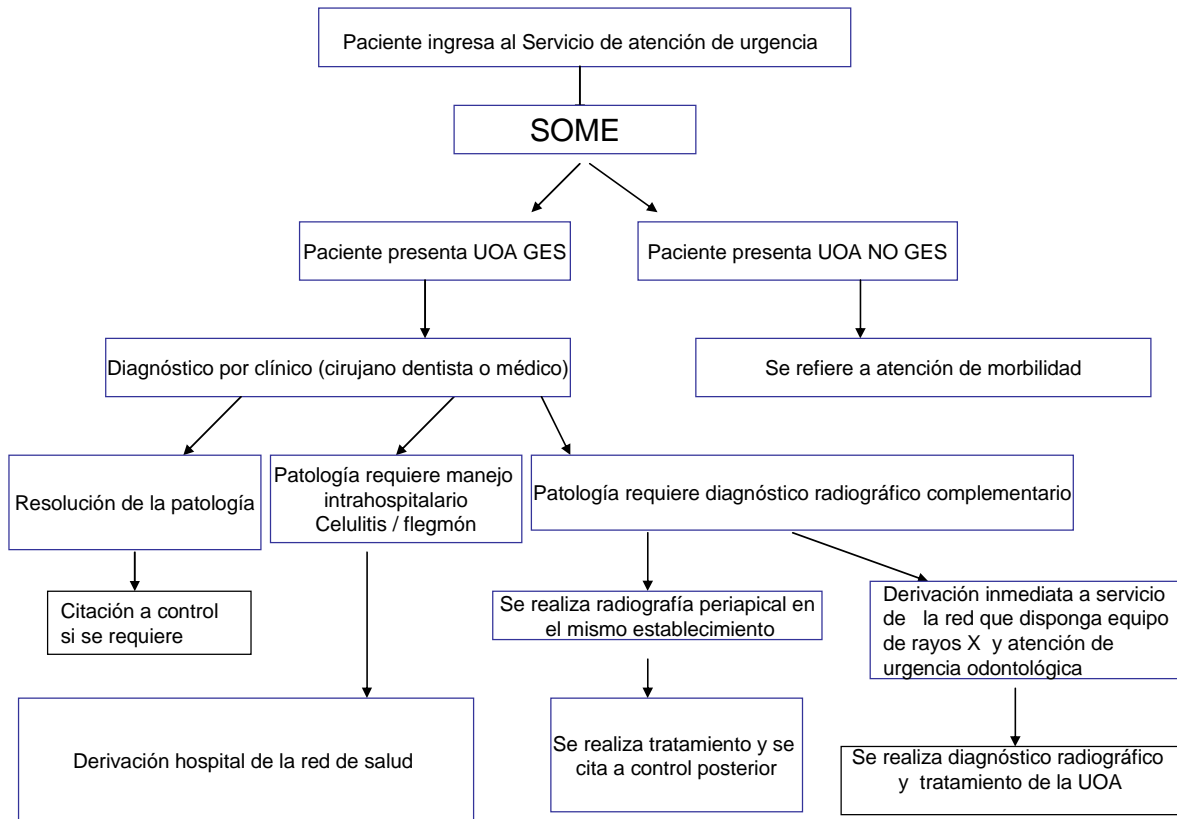 Paciente ingresa al Servicio de atención de urgencia
SOME
Paciente presenta UOA GES
Paciente presenta UOA NO GES
Diagnóstico por clínico (cirujano dentista o médico)
Se refiere a atención de morbilidad
Resolución de la patología
Patología requiere manejo
intrahospitalario
Celulitis / flegmón
Patología requiere diagnóstico radiográfico complementario
Citación a control
si se requiere
Se realiza radiografía periapical en
el mismo establecimiento
Derivación inmediata a servicio
de la red que disponga equipo
de rayos X y atención de
urgencia odontológica
Derivación hospital de la red de salud
Se realiza tratamiento y se
cita a control posterior
Se realiza diagnóstico radiográfico
y tratamiento de la UOA